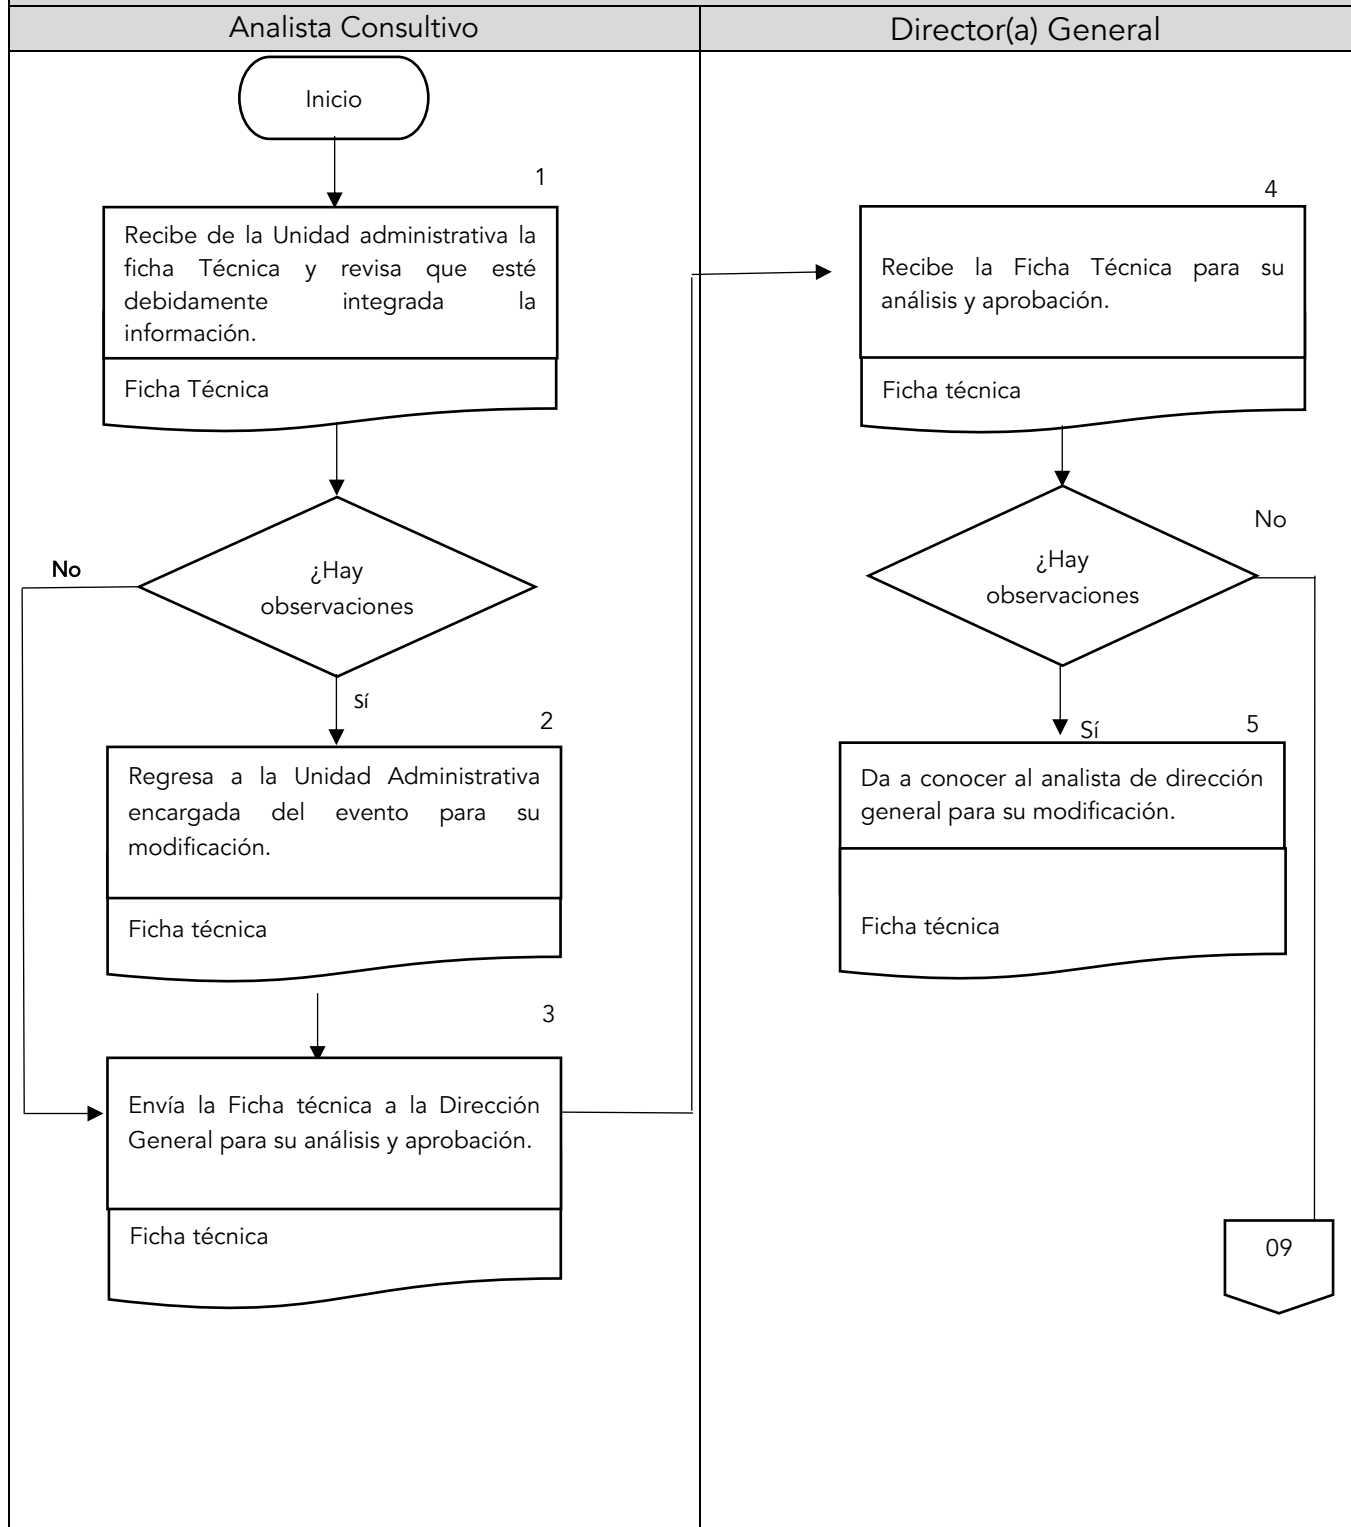 Analista Consultivo
Director(a) General
Inicio
1
Recibe de la Unidad administrativa la
ficha Técnica y revisa que esté
debidamente integrada la
información.
Ficha Técnica
¿Hay
observaciones
No
Sí
2
Regresa a la Unidad Administrativa
encargada del evento para su
modificación.
Ficha técnica
3
Envía la Ficha técnica a la Dirección
General para su análisis y aprobación.
Ficha técnica
4
Recibe la Ficha Técnica para su
análisis y aprobación.
Ficha técnica
¿Hay
observaciones
No
Sí
5
Da a conocer al analista de dirección
general para su modificación.
Ficha técnica
09